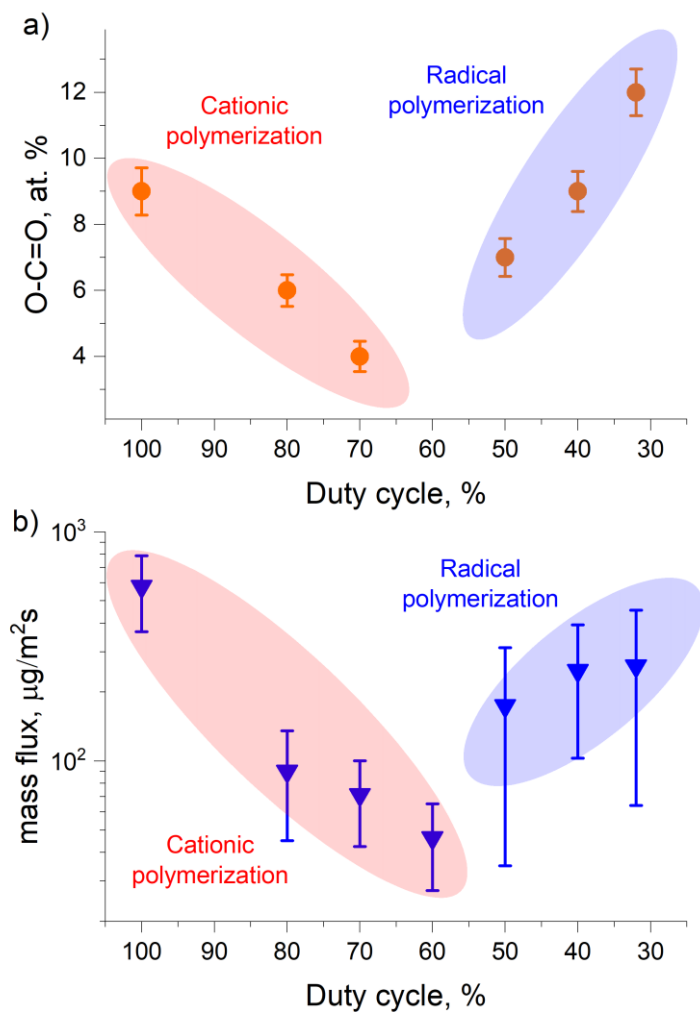 a)
O-C=O, at. %
12
10
8
6
4
Cationic
polymerization
Radical
polymerization
100 90 80 70 60 50 40 30
Duty cycle, %
b)
mass flux, μg/m²s
10³
10²
Radical
polymerization
Cationic
polymerization
100 90 80 70 60 50 40 30
Duty cycle, %